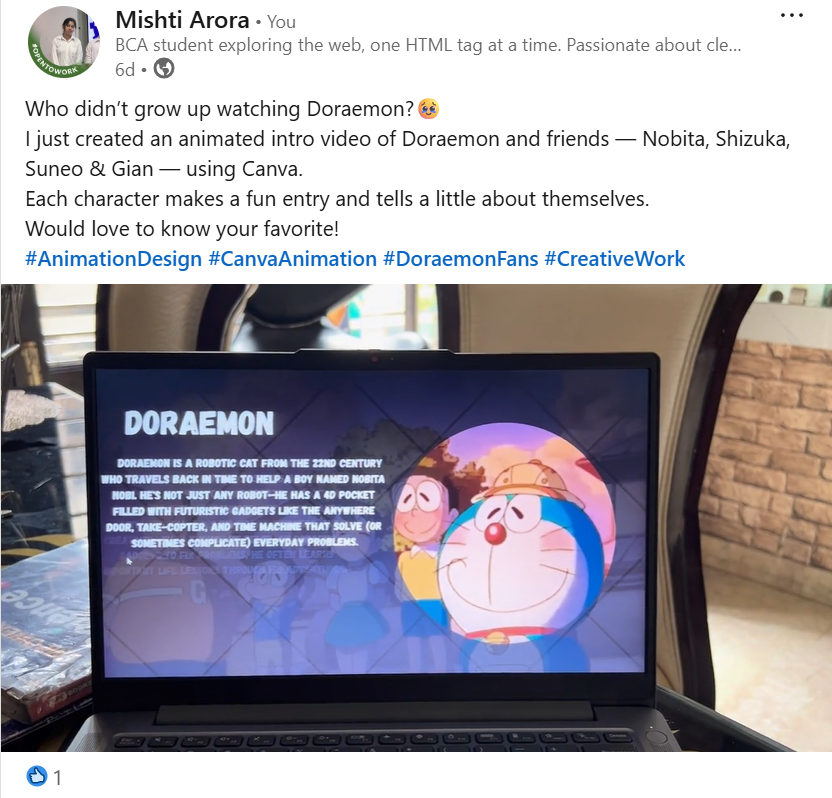 Mishti Arora • You
BCA student exploring the web, one HTML tag at a time. Passionate about cle...
6d •
#OPENTOWORK
Who didn’t grow up watching Doraemon?🥹
I just created an animated intro video of Doraemon and friends — Nobita, Shizuka,
Suneo & Gian — using Canva.
Each character makes a fun entry and tells a little about themselves.
Would love to know your favorite!
#AnimationDesign #CanvaAnimation #DoraemonFans #CreativeWork
DORAEMON
DORAEMON IS A ROBOTIC CAT FROM THE 22ND CENTURY
WHO TRAVELS BACK IN TIME TO HELP A BOY NAMED NOBITA
NOBI. HE'S NOT JUST ANY ROBOT—HE HAS A 4D POCKET
FILLED WITH FUTURISTIC GADGETS LIKE THE ANYWHERE
DOOR, TAKE-COPTER, AND TIME MACHINE THAT SOLVE (OR
SOMETIMES COMPLICATE) EVERYDAY PROBLEMS.
1